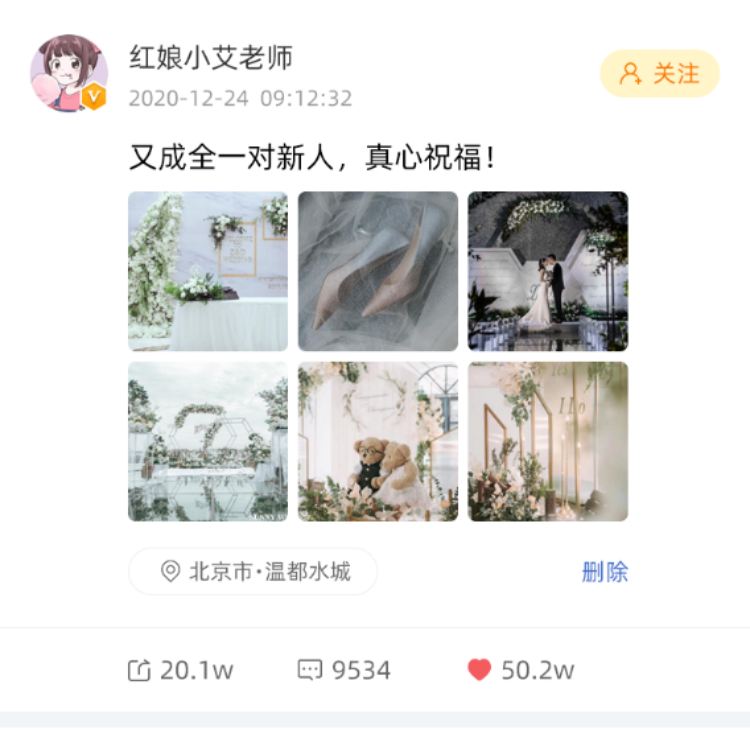 红娘小艾老师
2020-12-24 09:12:32
关注
又成全一对新人，真心祝福！
北京市·温都水城
删除
20.1w
9534
50.2w